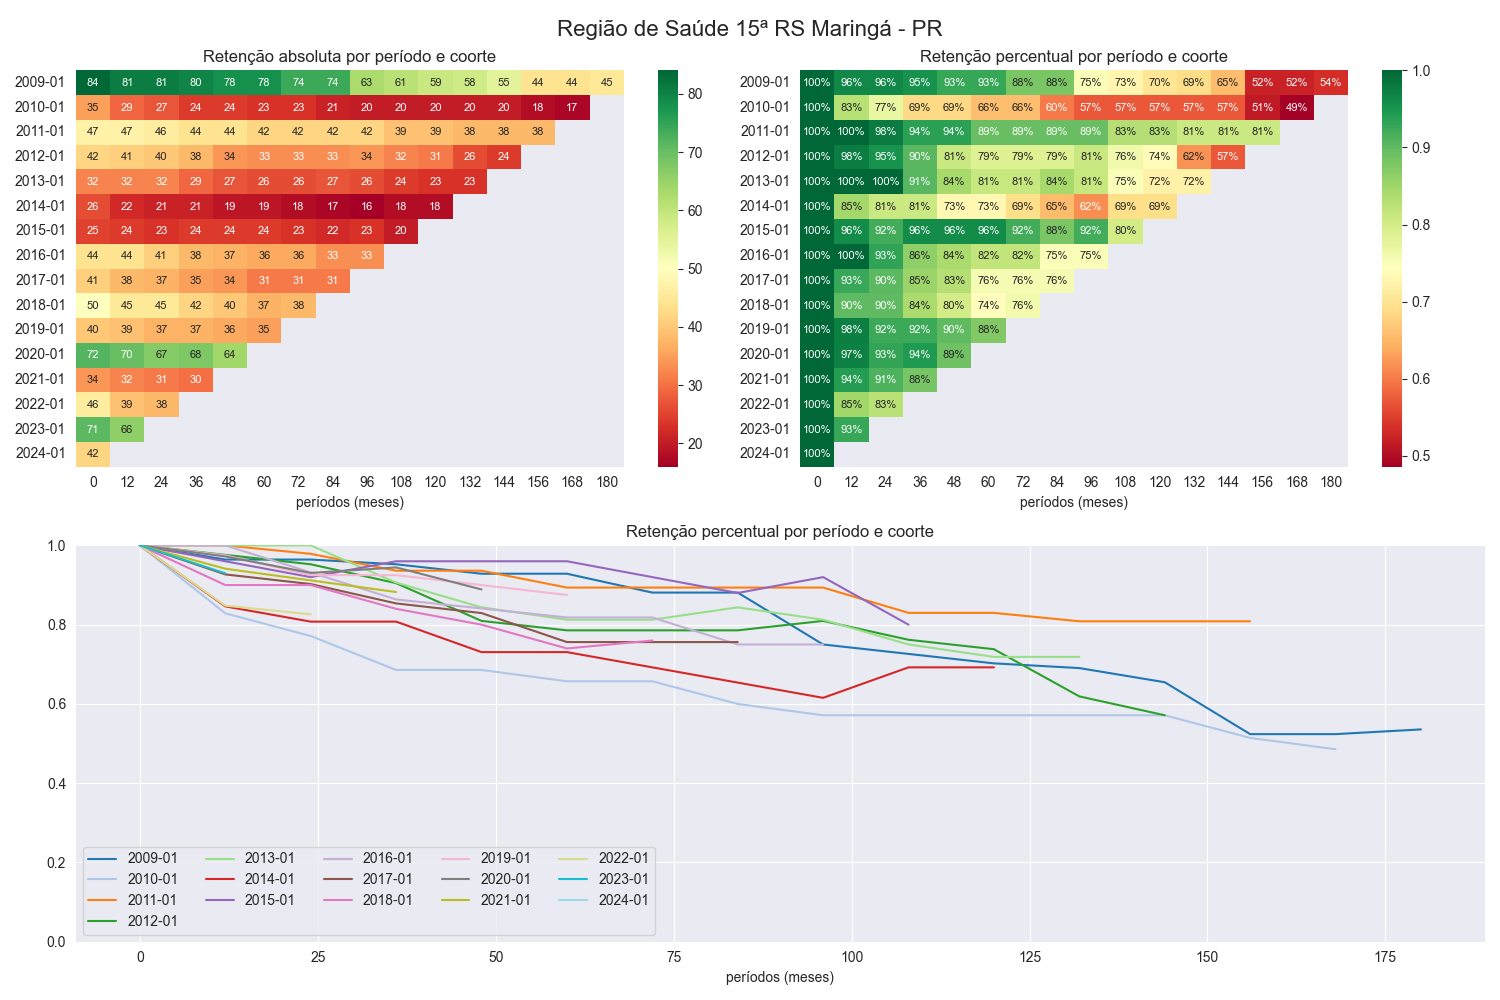 Região de Saúde 15ª RS Maringá - PR
Retenção absoluta por período e coorte
2009-01 84 81 81 80 78 78 74 74 63 61 59 58 55 44 44 45
2010-01 35 29 27 24 24 23 23 21 20 20 20 20 20 18 17
2011-01 47 47 46 44 44 42 42 42 42 39 39 38 38 38
2012-01 42 41 40 38 34 33 33 33 34 32 31 26 24
2013-01 32 32 32 29 27 26 26 27 26 24 23 23
2014-01 26 22 21 21 19 19 18 17 16 18 18
2015-01 25 24 23 24 24 24 23 22 23 20
2016-01 44 44 41 38 37 36 36 33 33
2017-01 41 38 37 35 34 31 31 31
2018-01 50 45 45 42 40 37 38
2019-01 40 39 37 37 36 35
2020-01 72 70 67 68 64
2021-01 34 32 31 30
2022-01 46 39 38
2023-01 71 66
2024-01 42
0 12 24 36 48 60 72 84 96 108 120 132 144 156 168 180
períodos (meses)
80
70
60
50
40
30
20
Retenção percentual por período e coorte
2009-01 100% 96% 96% 95% 93% 93% 88% 88% 75% 73% 70% 69% 65% 52% 52% 54%
2010-01 100% 83% 77% 69% 69% 66% 66% 60% 57% 57% 57% 57% 57% 51% 49%
2011-01 100% 100% 98% 94% 94% 89% 89% 89% 89% 83% 83% 81% 81% 81%
2012-01 100% 98% 95% 90% 81% 79% 79% 79% 81% 76% 74% 62% 57%
2013-01 100% 100% 100% 91% 84% 81% 81% 84% 81% 75% 72% 72%
2014-01 100% 85% 81% 81% 73% 73% 69% 65% 62% 69% 69%
2015-01 100% 96% 92% 96% 96% 96% 92% 88% 92% 80%
2016-01 100% 100% 93% 86% 84% 82% 82% 75% 75%
2017-01 100% 93% 90% 85% 83% 76% 76% 76%
2018-01 100% 90% 90% 84% 80% 74% 76%
2019-01 100% 98% 92% 92% 90% 88%
2020-01 100% 97% 93% 94% 89%
2021-01 100% 94% 91% 88%
2022-01 100% 85% 83%
2023-01 100% 93%
2024-01 100%
0 12 24 36 48 60 72 84 96 108 120 132 144 156 168 180
períodos (meses)
1.0
0.9
0.8
0.7
0.6
0.5
Retenção percentual por período e coorte
1.0
0.8
0.6
0.4
0.2
0.0
2009-01 2013-01 2016-01 2019-01 2022-01
2010-01 2014-01 2017-01 2020-01 2023-01
2011-01 2015-01 2018-01 2021-01 2024-01
2012-01
0 25 50 75 100 125 150 175
períodos (meses)